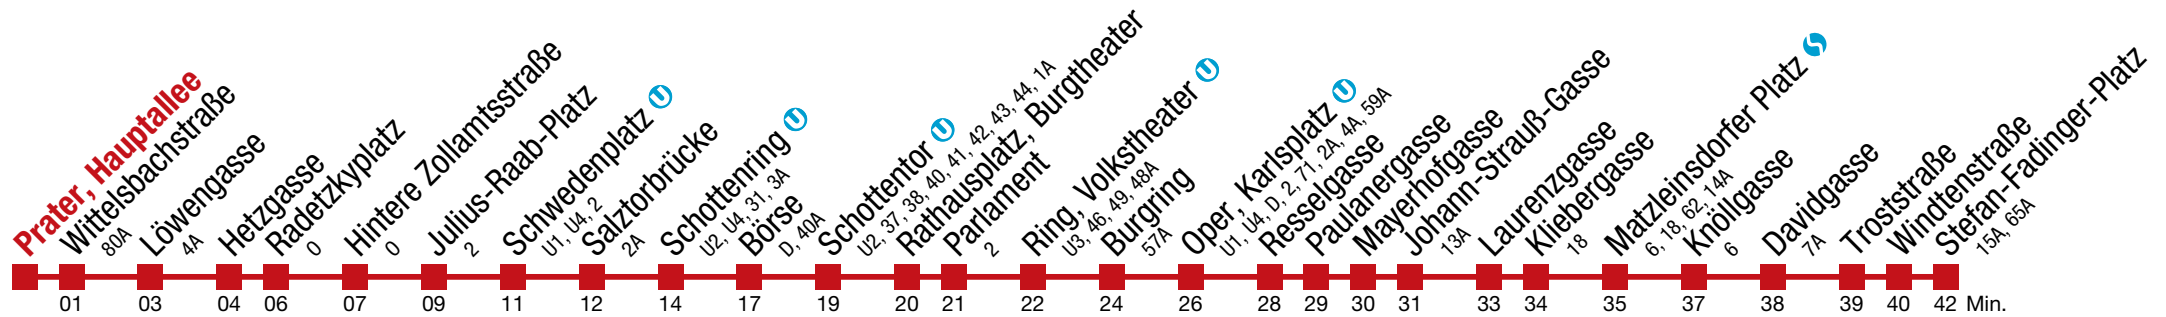 Prater, Hauptallee
Wittelsbachstraße
80A
Löwengasse
4A
Hetzgasse
Radetzkyplatz
0
Hintere Zollamtsstraße
0
Julius-Raab-Platz
2
Schwedenplatz
U1, U4, 2
Salztorbrücke
2A
Schottenring
U2, U4, 31, 3A
Börse
D, 40A
Schottentor
U2, 37, 38, 40, 41, 42, 43, 44, 1A
Rathausplatz, Burgtheater
Parlament
2
Ring, Volkstheater
U3, 46, 49, 48A
Burgring
57A
Oper, Karlsplatz
U1, U4, D, 2, 71, 2A, 4A, 59A
Resselgasse
Paulanergasse
Mayerhofgasse
Johann-Strauß-Gasse
13A
Laurenzgasse
Kliebergasse
18
Matzleinsdorfer Platz
6, 18, 62, 14A
Knöllgasse
6
Davidgasse
7A
Troststraße
Windtenstraße
Stefan-Fadinger-Platz
15A, 65A
01 03 04 06 07 09 11 12 14 17 19 20 21 22 24 26 28 29 30 31 33 34 35 37 38 39 40 42 Min.